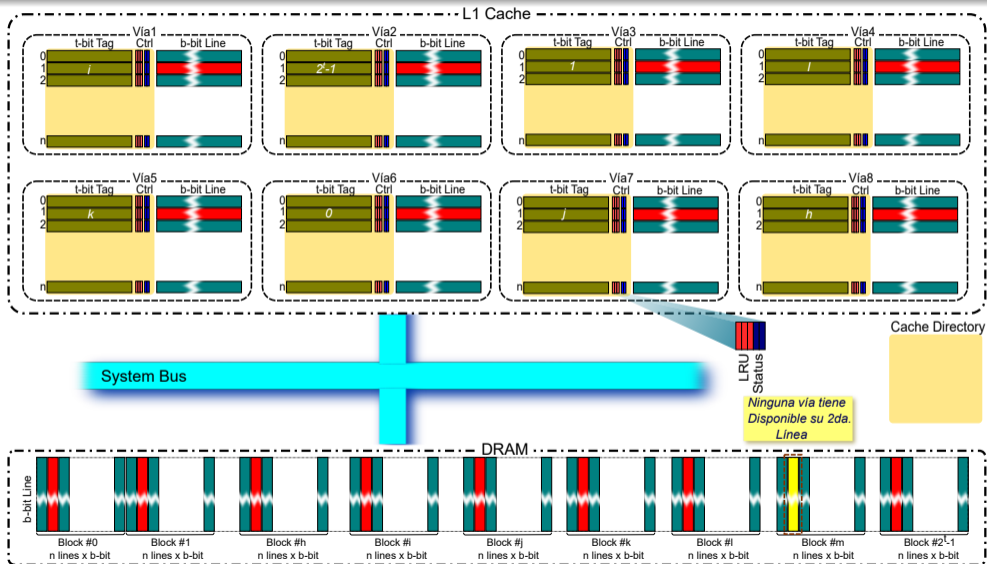 L1 Cache
Vía1
t-bit Tag Ctrl b-bit Line
0
1
2
i
n
Vía2
t-bit Tag Ctrl b-bit Line
0
1
2
2^t-1
n
Vía3
t-bit Tag Ctrl b-bit Line
0
1
2
1
n
Vía4
t-bit Tag Ctrl b-bit Line
0
1
2
l
n
Vía5
t-bit Tag Ctrl b-bit Line
0
1
2
k
n
Vía6
t-bit Tag Ctrl b-bit Line
0
1
2
0
n
Vía7
t-bit Tag Ctrl b-bit Line
0
1
2
j
n
Vía8
t-bit Tag Ctrl b-bit Line
0
1
2
h
n
LRU
Status
Cache Directory
System Bus
Ninguna vía tiene
Disponible su 2da.
Línea
DRAM
b-bit Line
Block #0
n lines x b-bit
Block #1
n lines x b-bit
Block #h
n lines x b-bit
Block #i
n lines x b-bit
Block #j
n lines x b-bit
Block #k
n lines x b-bit
Block #l
n lines x b-bit
Block #m
n lines x b-bit
Block #2^t-1
n lines x b-bit